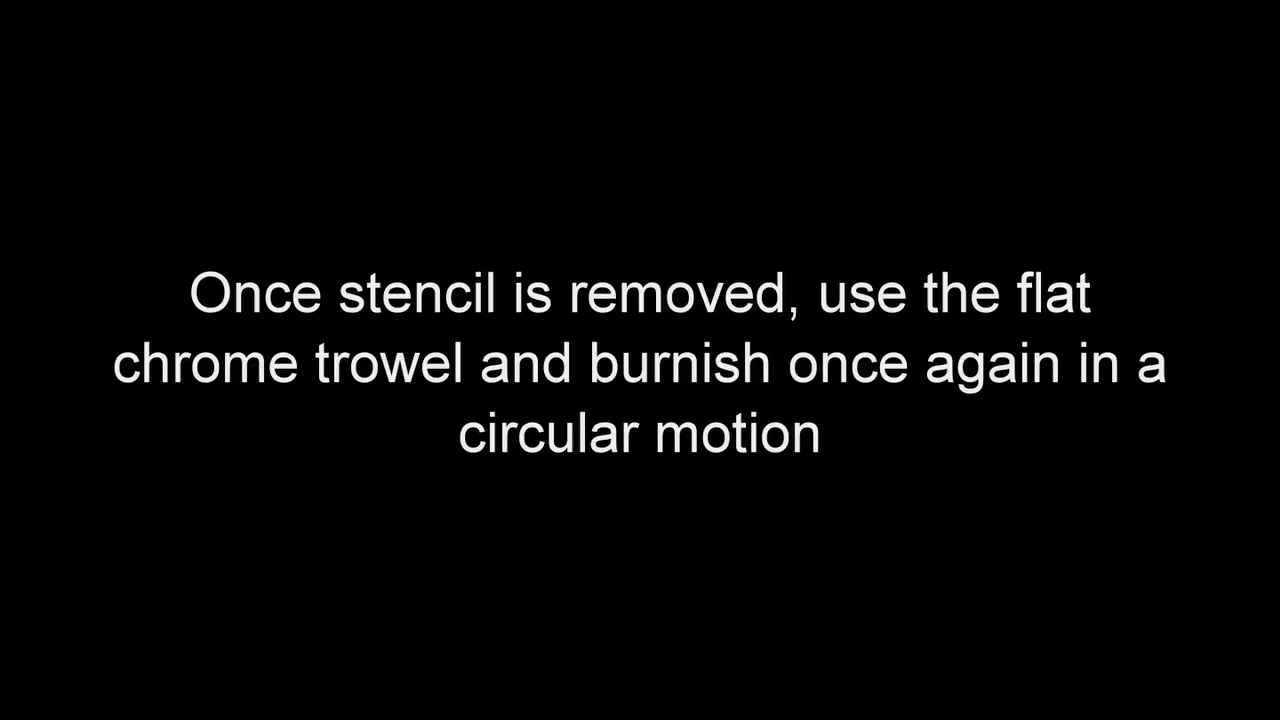 Once stencil is removed, use the flat
chrome trowel and burnish once again in a
circular motion